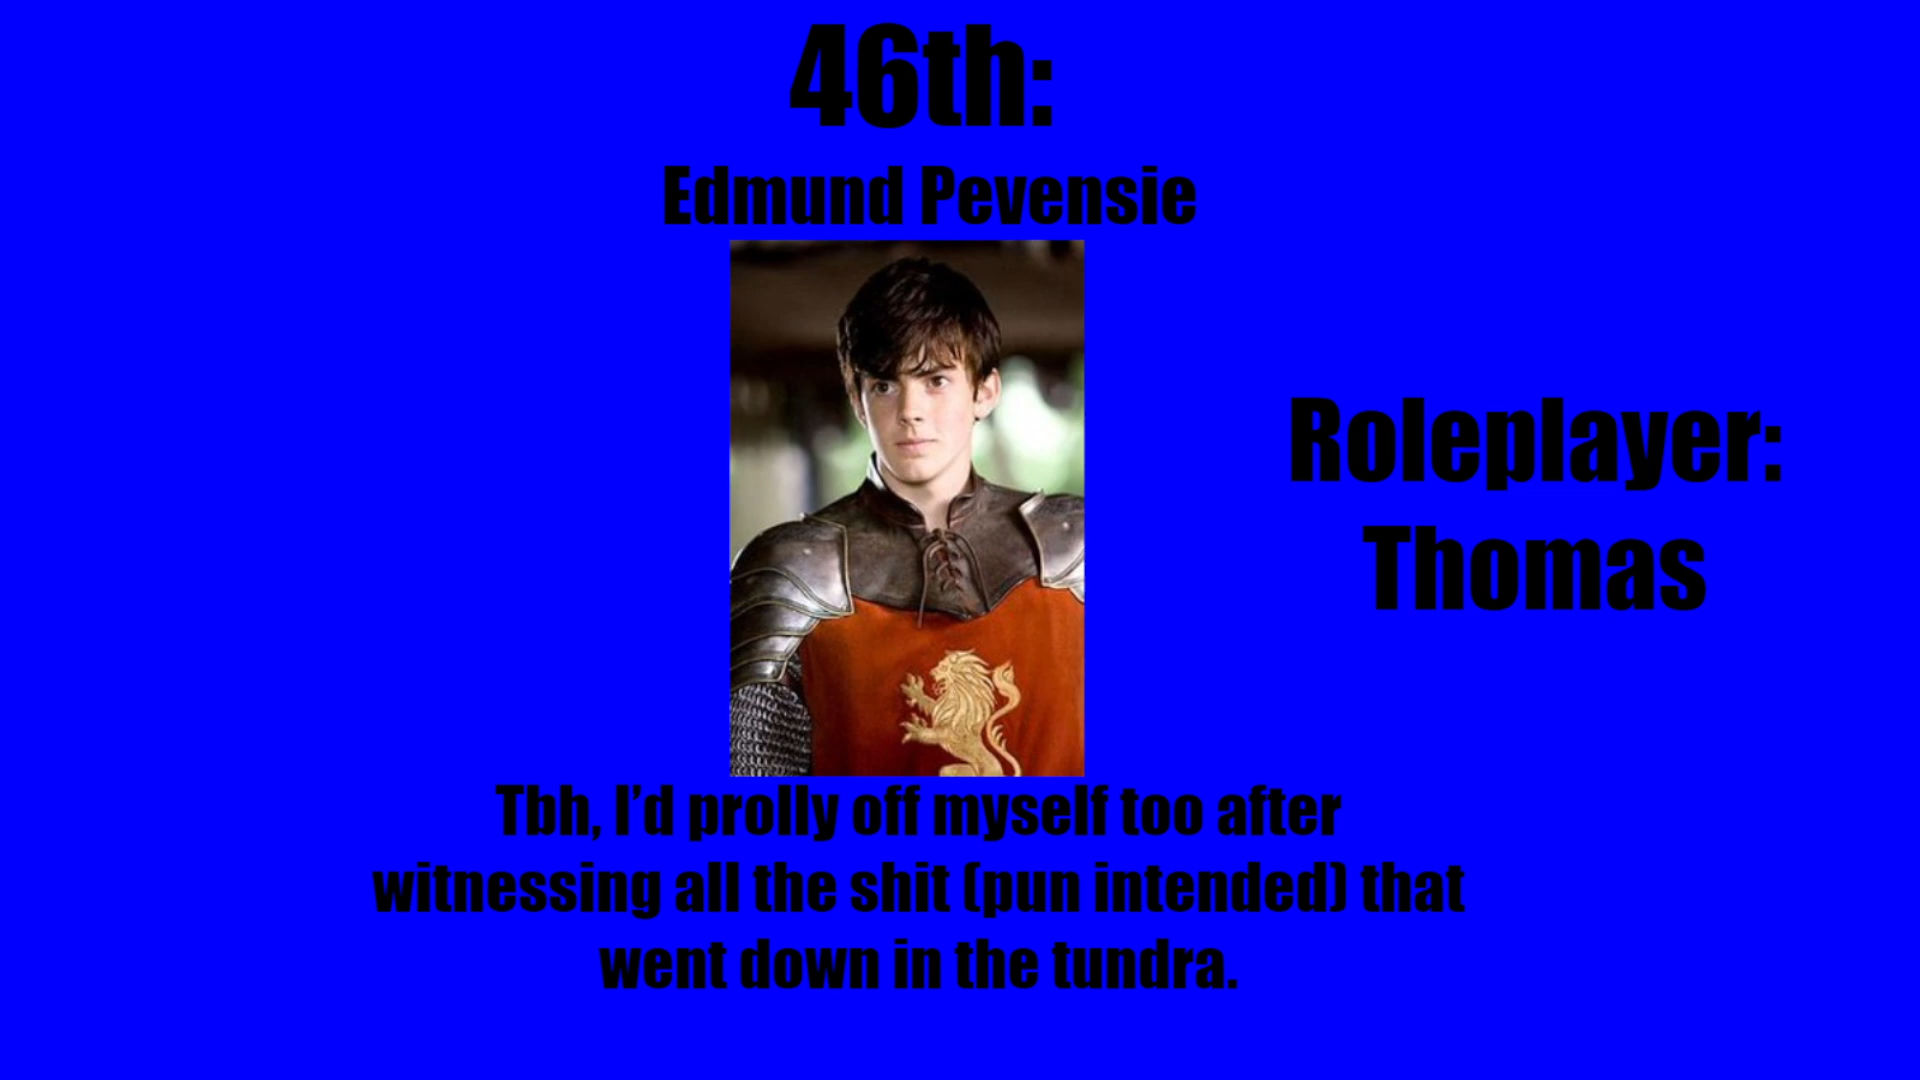 46th:
Edmund Pevensie
Roleplayer:
Thomas
Tbh, I’d prolly off myself too after
witnessing all the shit (pun intended) that
went down in the tundra.